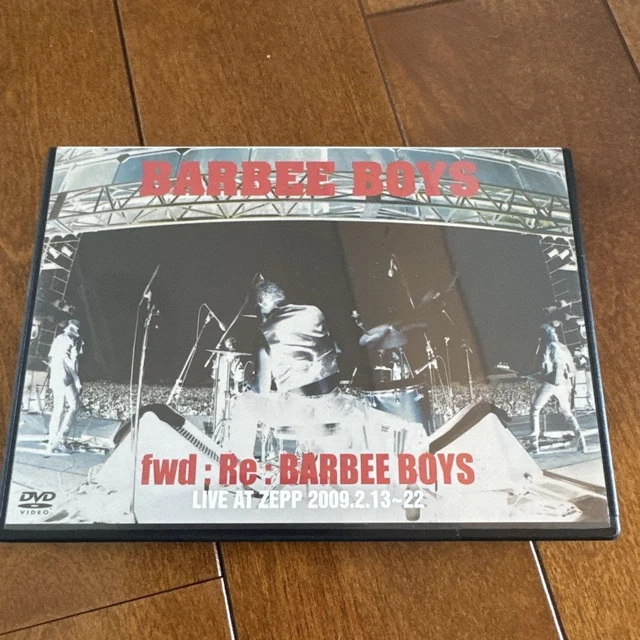 BARBEE BOYS
fwd ; Re : BARBEE BOYS
LIVE AT ZEPP 2009.2.13~22
DVD
VIDEO